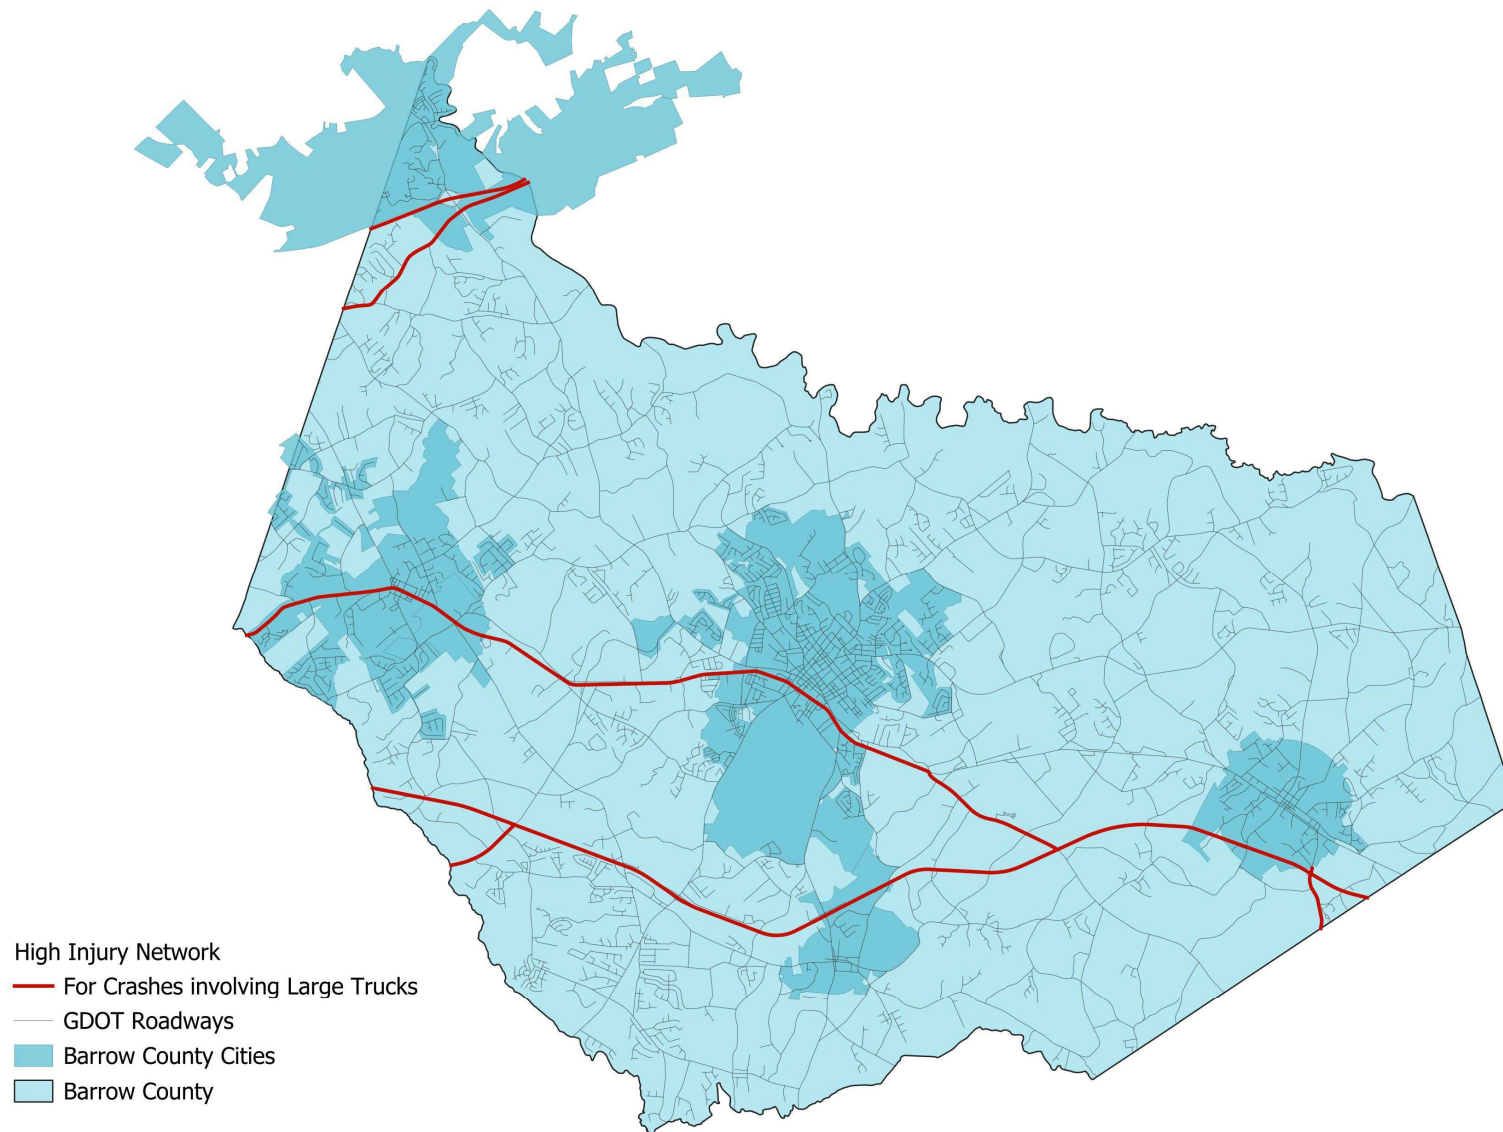 High Injury Network
For Crashes involving Large Trucks
GDOT Roadways
Barrow County Cities
Barrow County